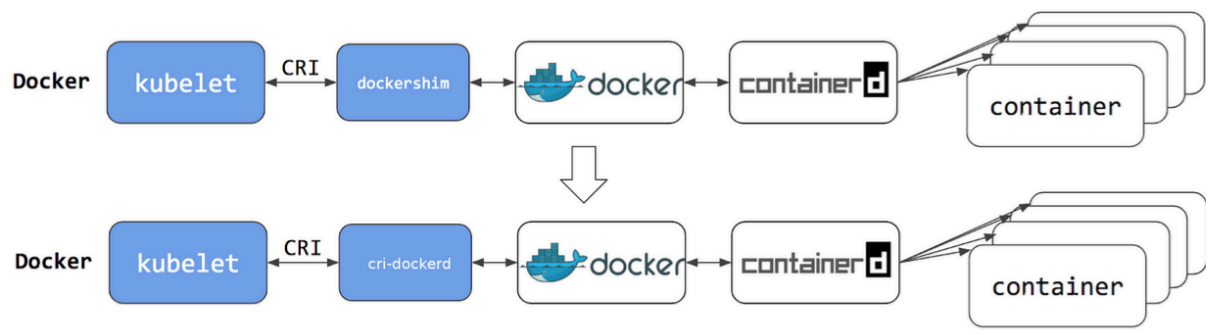 Docker kubelet CRI dockershim docker containerd container
Docker kubelet CRI cri-dockerd docker containerd container